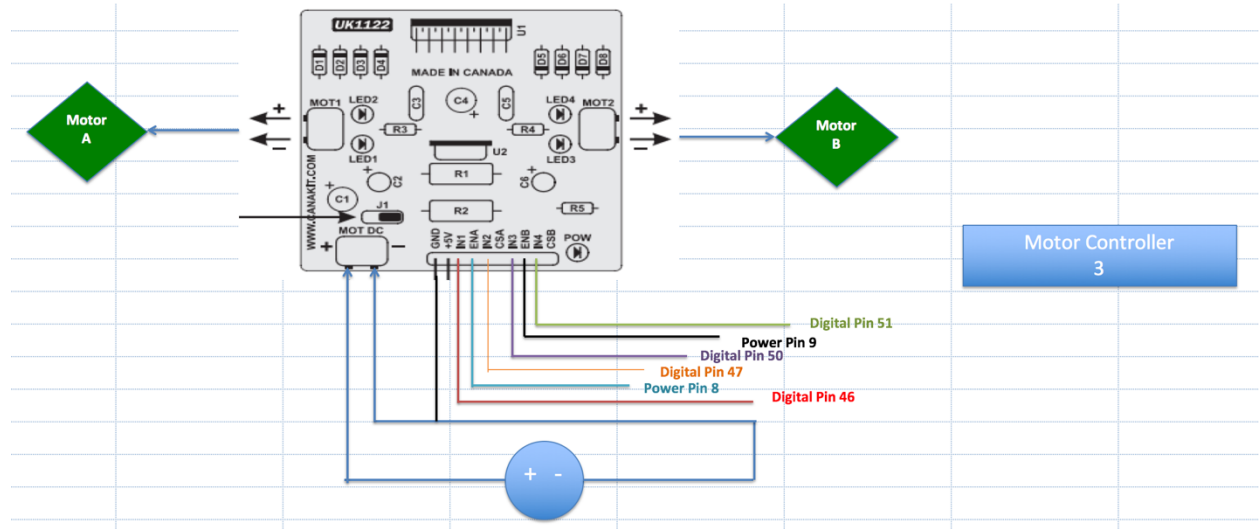 UK1122
U1
D1 D2 D3 D4
D5 D6 D7 D8
MADE IN CANADA
Motor
A
+
−
MOT1
LED2
LED1
C3
C4
+
C5
R3
R4
LED4
LED3
MOT2
+
−
Motor
B
U2
R1
+
C2
C6
+
+
C1
R2
R5
J1
WWW.CANAKIT.COM
MOT DC
+
−
GND
+5V
IN1
ENA
IN2
CSA
IN3
ENB
IN4
CSB
POW
Motor Controller
3
Digital Pin 51
Power Pin 9
Digital Pin 50
Digital Pin 47
Power Pin 8
Digital Pin 46
+ -